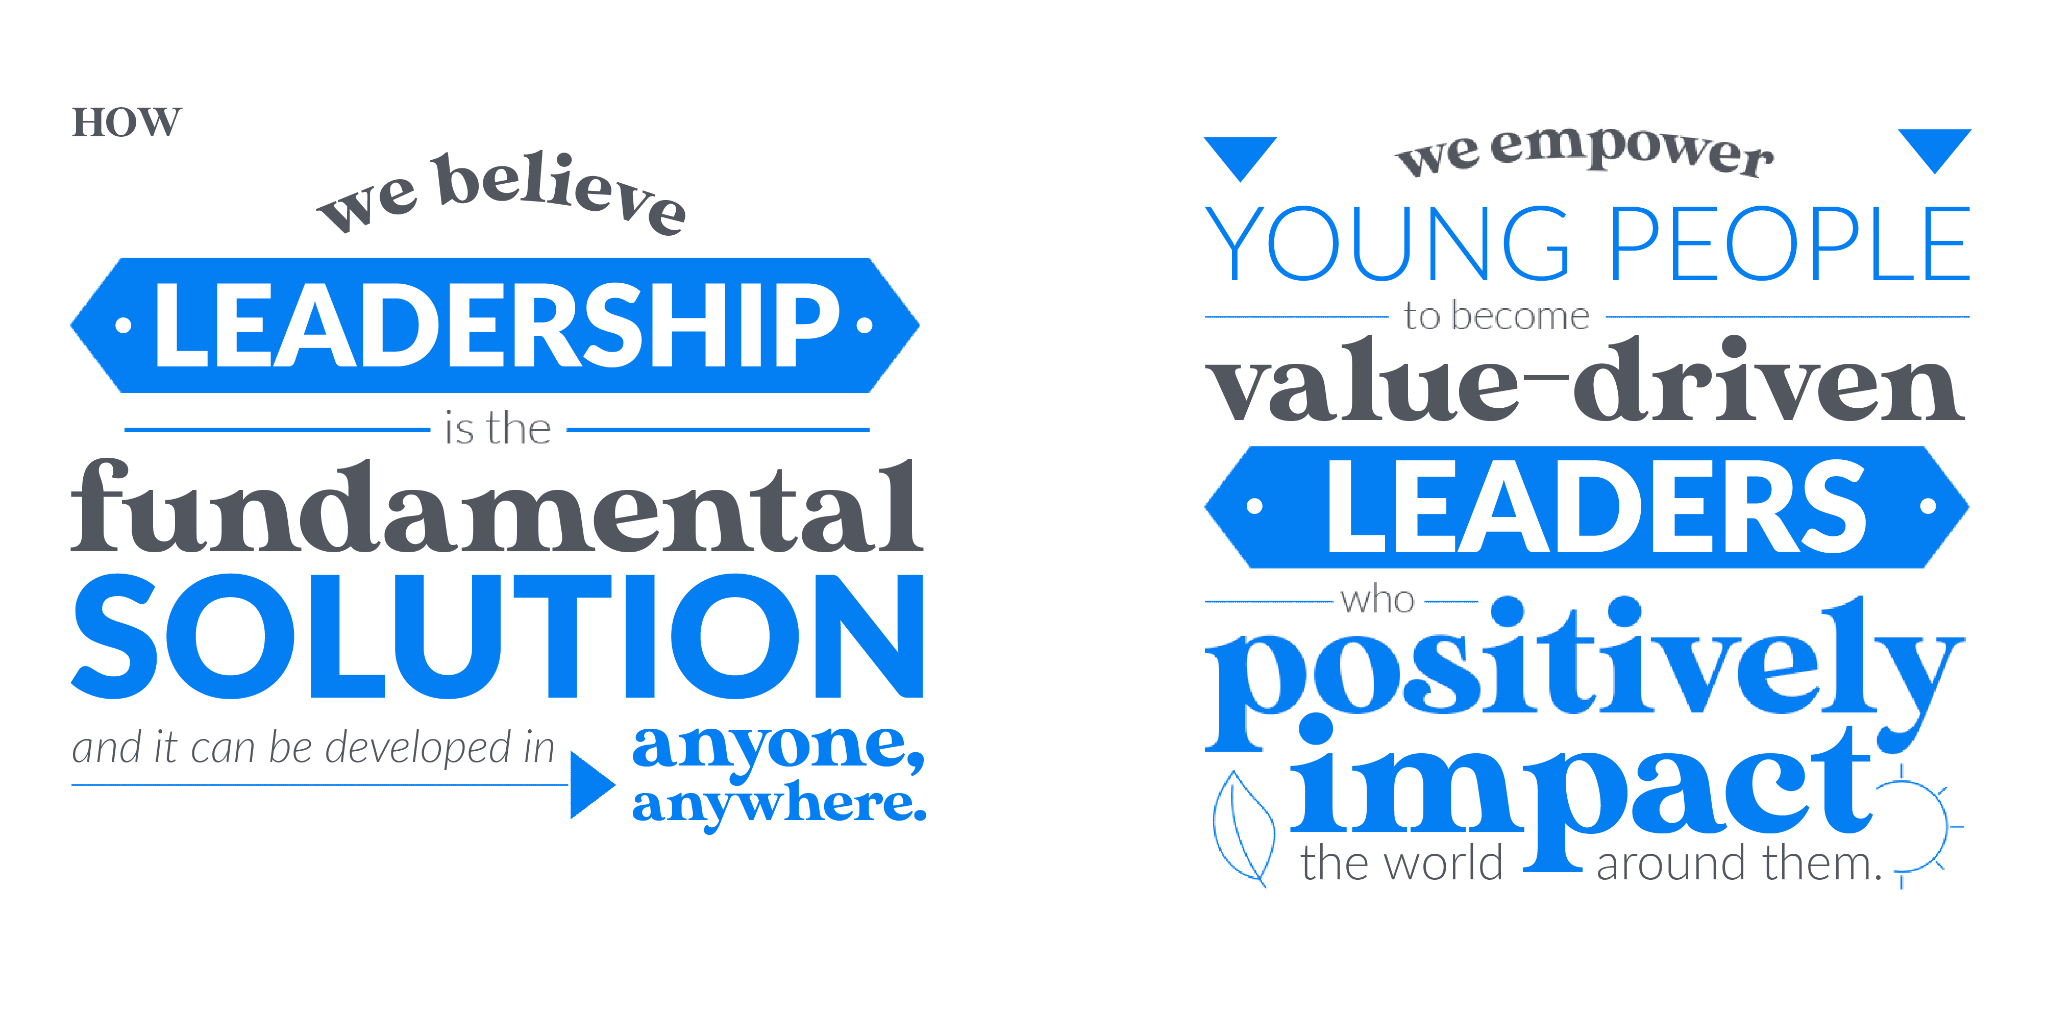 HOW
we believe
LEADERSHIP
is the
fundamental
SOLUTION
and it can be developed in
anyone,
anywhere.
we empower
YOUNG PEOPLE
to become
value-driven
LEADERS
who
positively
impact
the world around them.